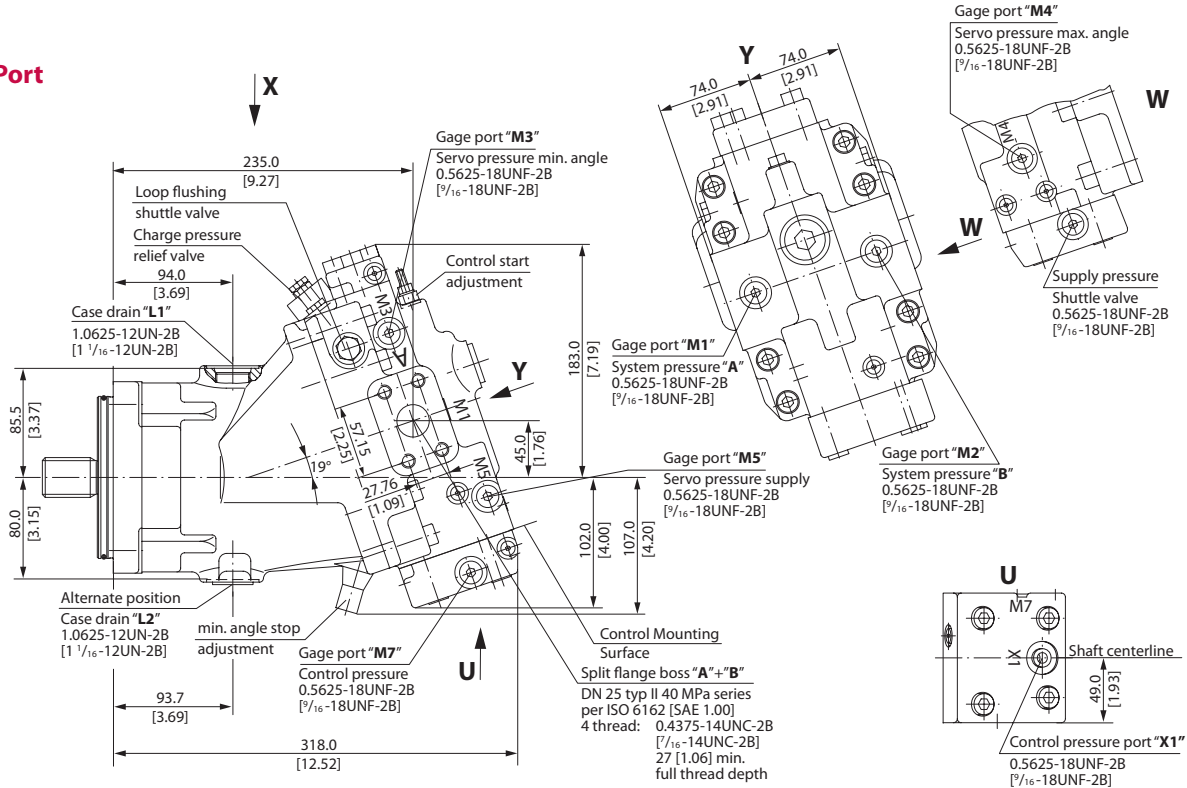 Port
X
235.0
[9.27]
Loop flushing
shuttle valve
Charge pressure
relief valve
94.0
[3.69]
Case drain "L1"
1.0625-12UN-2B
[1 1/16-12UN-2B]
Gage port "M3"
Servo pressure min. angle
0.5625-18UNF-2B
[9/16-18UNF-2B]
Control start
adjustment
M3
A
M1
M5
Y
183.0
[7.19]
85.5
[3.37]
80.0
[3.15]
57.15
[2.25]
19°
27.76
[1.09]
45.0
[1.76]
102.0
[4.00]
107.0
[4.20]
Gage port "M5"
Servo pressure supply
0.5625-18UNF-2B
[9/16-18UNF-2B]
Alternate position
Case drain "L2"
1.0625-12UN-2B
[1 1/16-12UN-2B]
min. angle stop
adjustment
Gage port "M7"
Control pressure
0.5625-18UNF-2B
[9/16-18UNF-2B]
U
Control Mounting
Surface
Split flange boss "A"+"B"
DN 25 typ II 40 MPa series
per ISO 6162 [SAE 1.00]
4 thread: 0.4375-14UNC-2B
[7/16-14UNC-2B]
27 [1.06] min.
full thread depth
93.7
[3.69]
318.0
[12.52]
Y
74.0
[2.91]
74.0
[2.91]
W
Gage port "M1"
System pressure "A"
0.5625-18UNF-2B
[9/16-18UNF-2B]
Gage port "M2"
System pressure "B"
0.5625-18UNF-2B
[9/16-18UNF-2B]
Gage port "M4"
Servo pressure max. angle
0.5625-18UNF-2B
[9/16-18UNF-2B]
W
M4
Supply pressure
Shuttle valve
0.5625-18UNF-2B
[9/16-18UNF-2B]
U
M7
X1
Shaft centerline
49.0
[1.93]
Control pressure port "X1"
0.5625-18UNF-2B
[9/16-18UNF-2B]